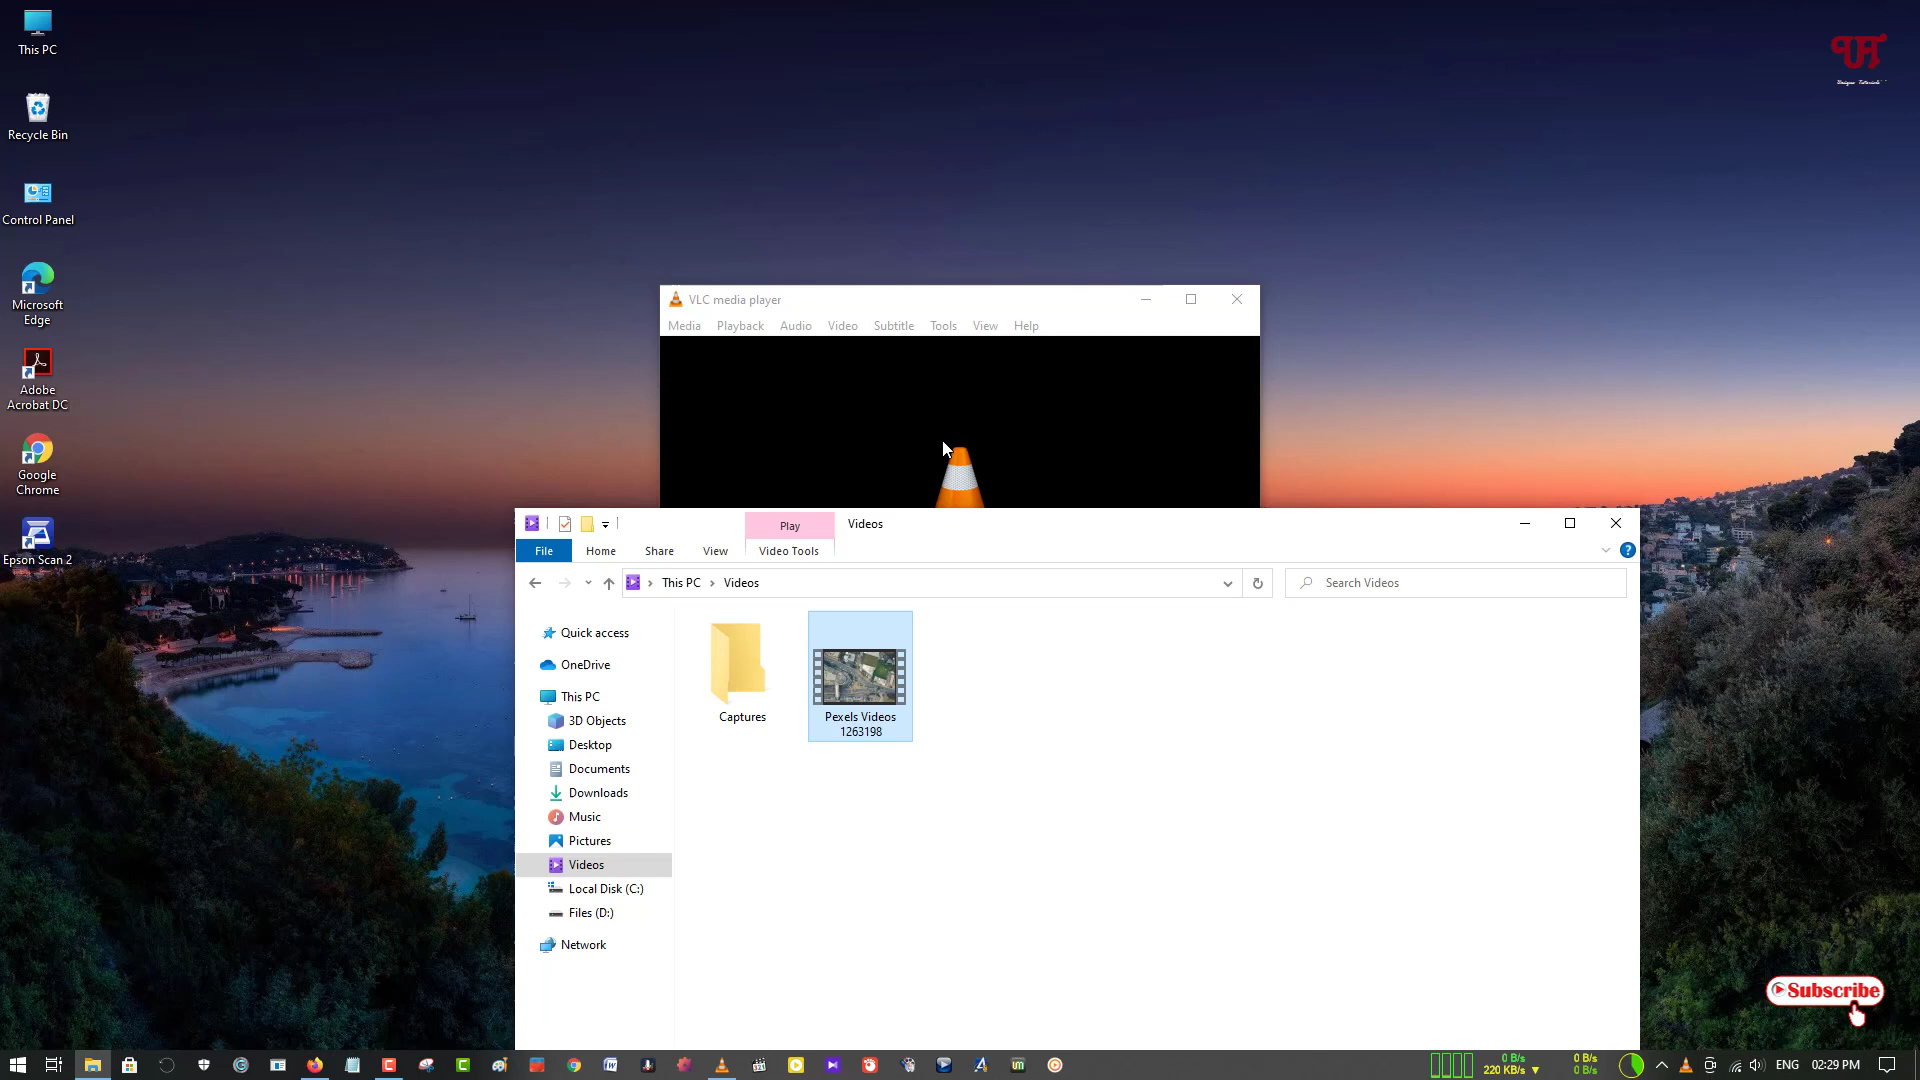 This PC
Recycle Bin
Control Panel
Microsoft
Edge
Adobe
Acrobat DC
Google
Chrome
Epson Scan 2
UT
Unique Tutorials
VLC media player
Media Playback Audio Video Subtitle Tools View Help
Play Videos
File Home Share View Video Tools
This PC Videos
Search Videos
Quick access
OneDrive
This PC
3D Objects
Desktop
Documents
Downloads
Music
Pictures
Videos
Local Disk (C:)
Files (D:)
Network
Captures
Pexels Videos
1263198
Subscribe
0 B/s
220 KB/s
0 B/s
0 B/s
ENG 02:29 PM